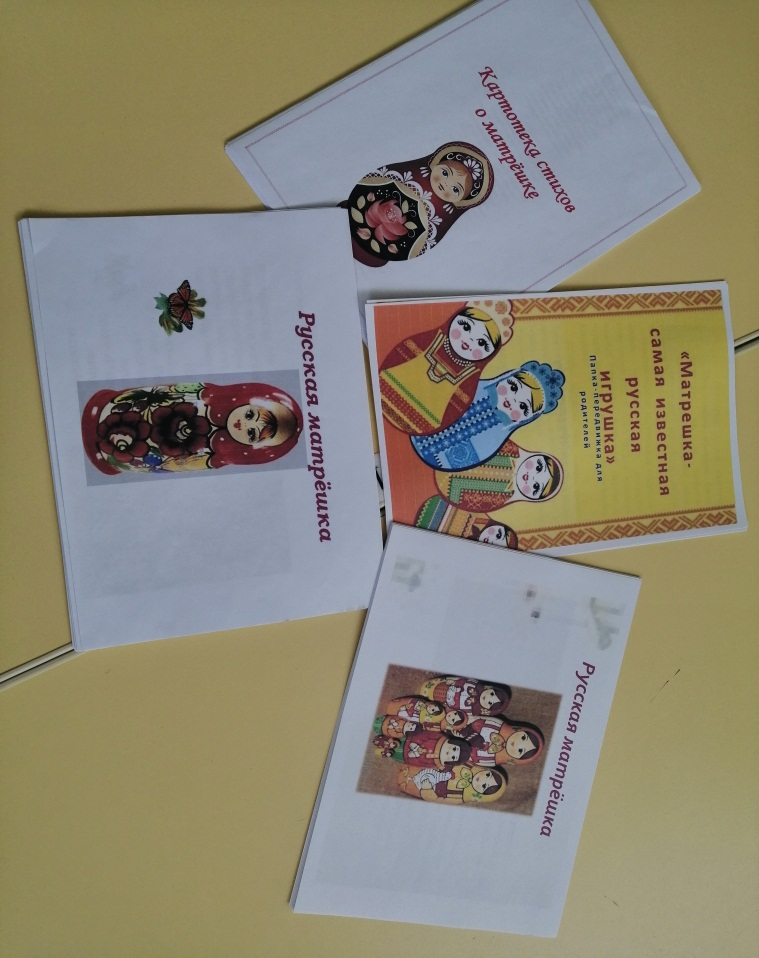 Картотека стихов
о матрёшке
Русская матрёшка
«Матрешка-
самая известная
русская
игрушка»
Папка-передвижка для
родителей
Русская матрёшка